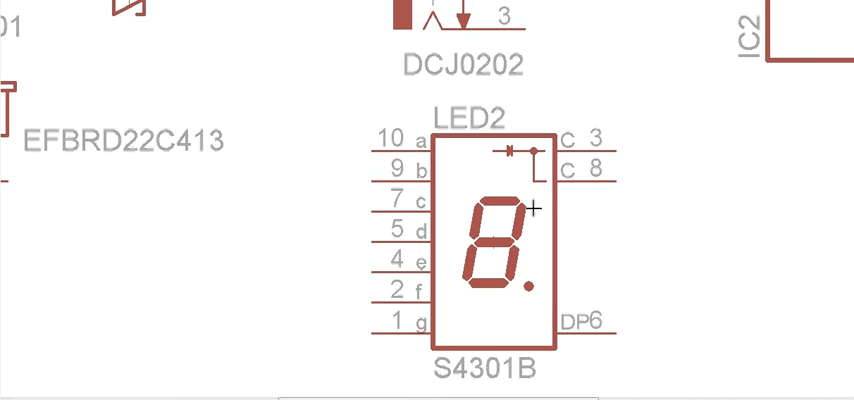 01
3
IC2
DCJ0202
LED2
EFBRD22C413
10 a C 3
9 b C 8
7 c
5 d
4 e
2 f
1 g DP6
S4301B